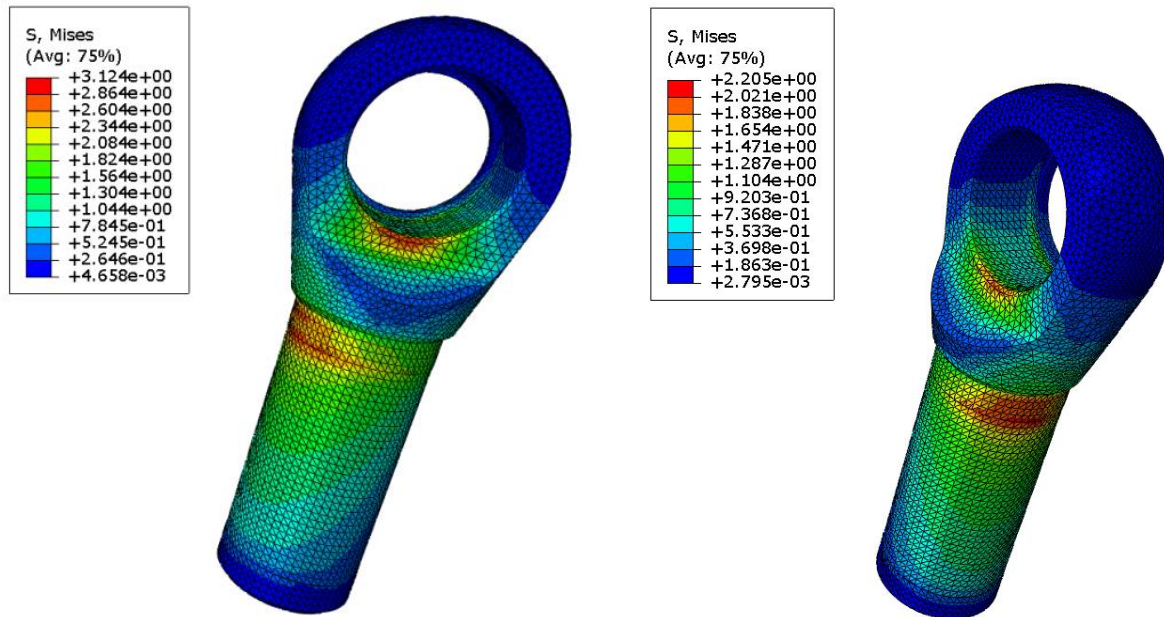 S, Mises
(Avg: 75%)
+3.124e+00
+2.864e+00
+2.604e+00
+2.344e+00
+2.084e+00
+1.824e+00
+1.564e+00
+1.304e+00
+1.044e+00
+7.845e-01
+5.245e-01
+2.646e-01
+4.658e-03
S, Mises
(Avg: 75%)
+2.205e+00
+2.021e+00
+1.838e+00
+1.654e+00
+1.471e+00
+1.287e+00
+1.104e+00
+9.203e-01
+7.368e-01
+5.533e-01
+3.698e-01
+1.863e-01
+2.795e-03